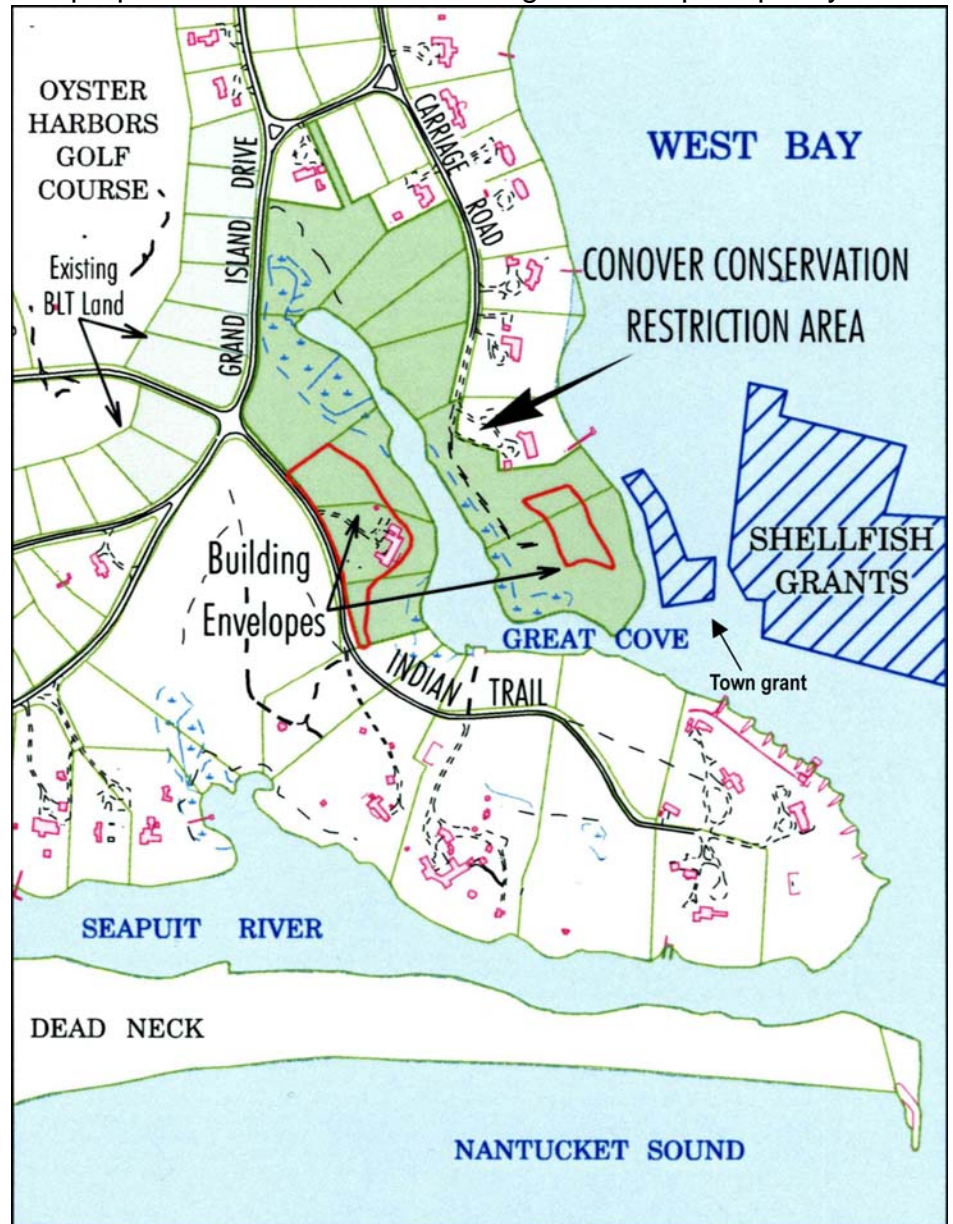 OYSTER
HARBORS
GOLF
COURSE
Existing
BLT Land
GRAND ISLAND DRIVE
CARRIAGE
ROAD
WEST BAY
CONOVER CONSERVATION
RESTRICTION AREA
Building
Envelopes
SHELLFISH
GRANTS
GREAT COVE
Town grant
INDIAN TRAIL
SEAPUIT RIVER
DEAD NECK
NANTUCKET SOUND